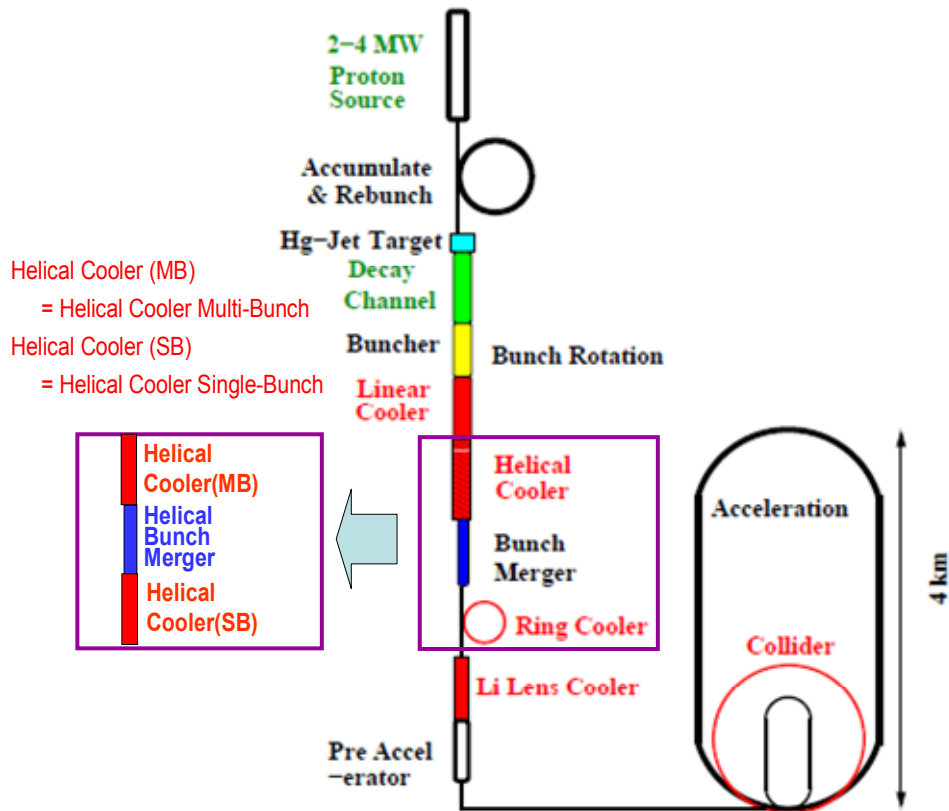 2−4 MW
Proton
Source
Accumulate
& Rebunch
Hg−Jet Target
Decay
Channel
Buncher
Bunch Rotation
Linear
Cooler
Helical Cooler (MB)
= Helical Cooler Multi-Bunch
Helical Cooler (SB)
= Helical Cooler Single-Bunch
Helical
Cooler(MB)
Helical
Bunch
Merger
Helical
Cooler(SB)
Helical
Cooler
Bunch
Merger
Ring Cooler
Li Lens Cooler
Pre Accel
−erator
Acceleration
Collider
4 km